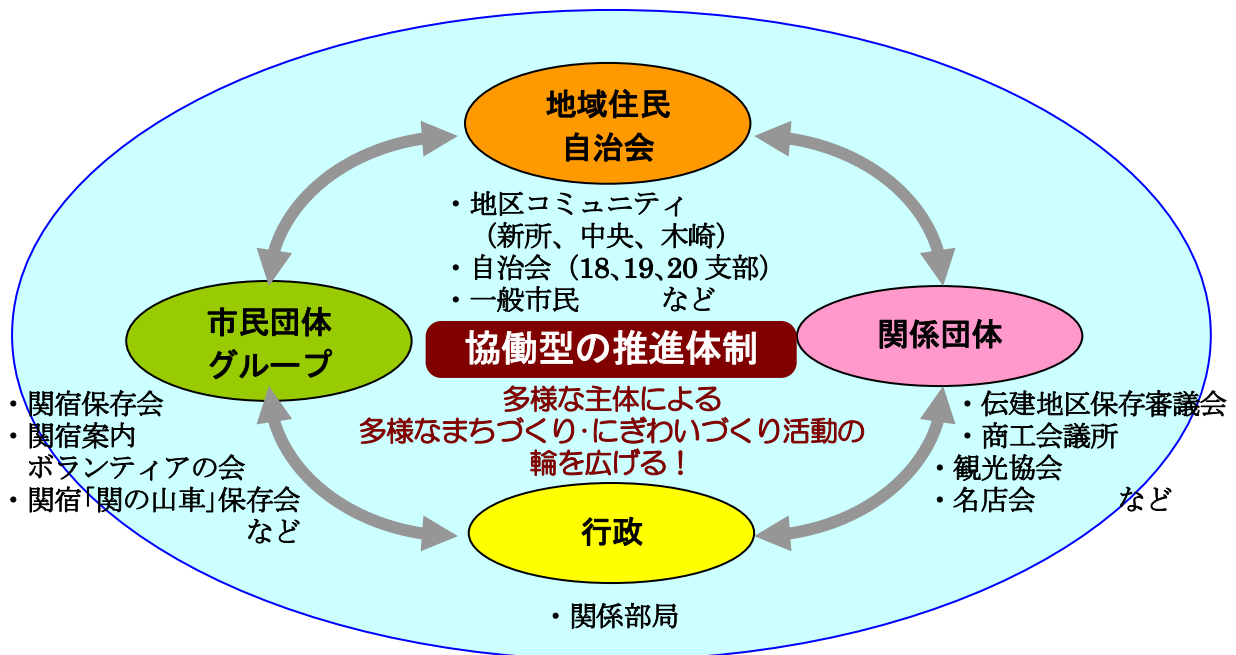 地域住民
自治会
・地区コミュニティ
（新所、中央、木崎）
・自治会（18、19、20 支部）
・一般市民　　　など
市民団体
グループ
・関宿保存会
・関宿案内
ボランティアの会
・関宿「関の山車」保存会
など
協働型の推進体制
多様な主体による
多様なまちづくり・にぎわいづくり活動の
輪を広げる！
関係団体
・伝建地区保存審議会
・商工会議所
・観光協会
・名店会　　　など
行政
・関係部局